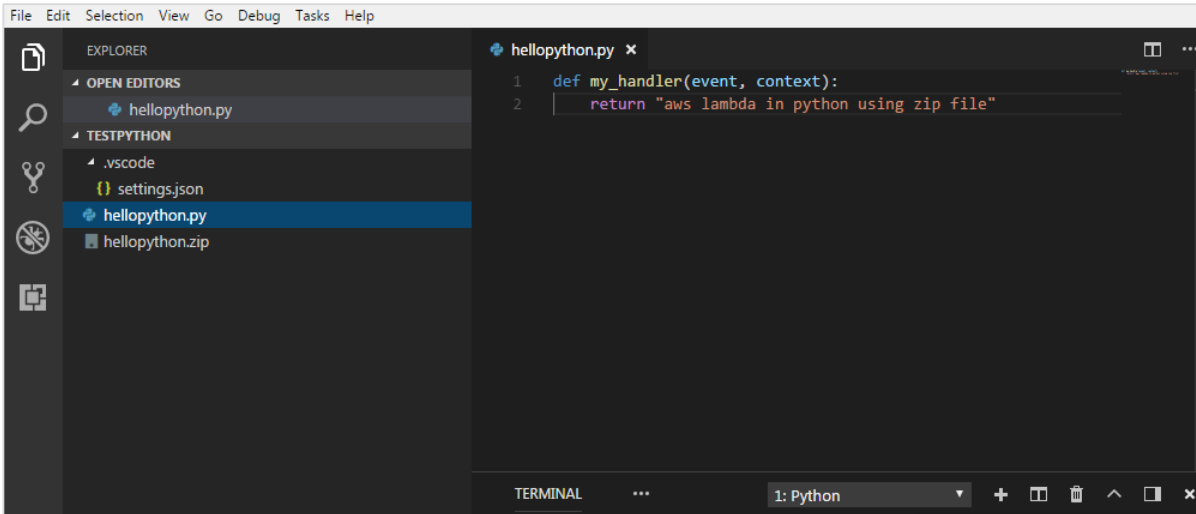 File Edit Selection View Go Debug Tasks Help
EXPLORER
OPEN EDITORS
hellopython.py
TESTPYTHON
.vscode
{} settings.json
hellopython.py
hellopython.zip
hellopython.py
1 def my_handler(event, context):
2 return "aws lambda in python using zip file"
TERMINAL
1: Python